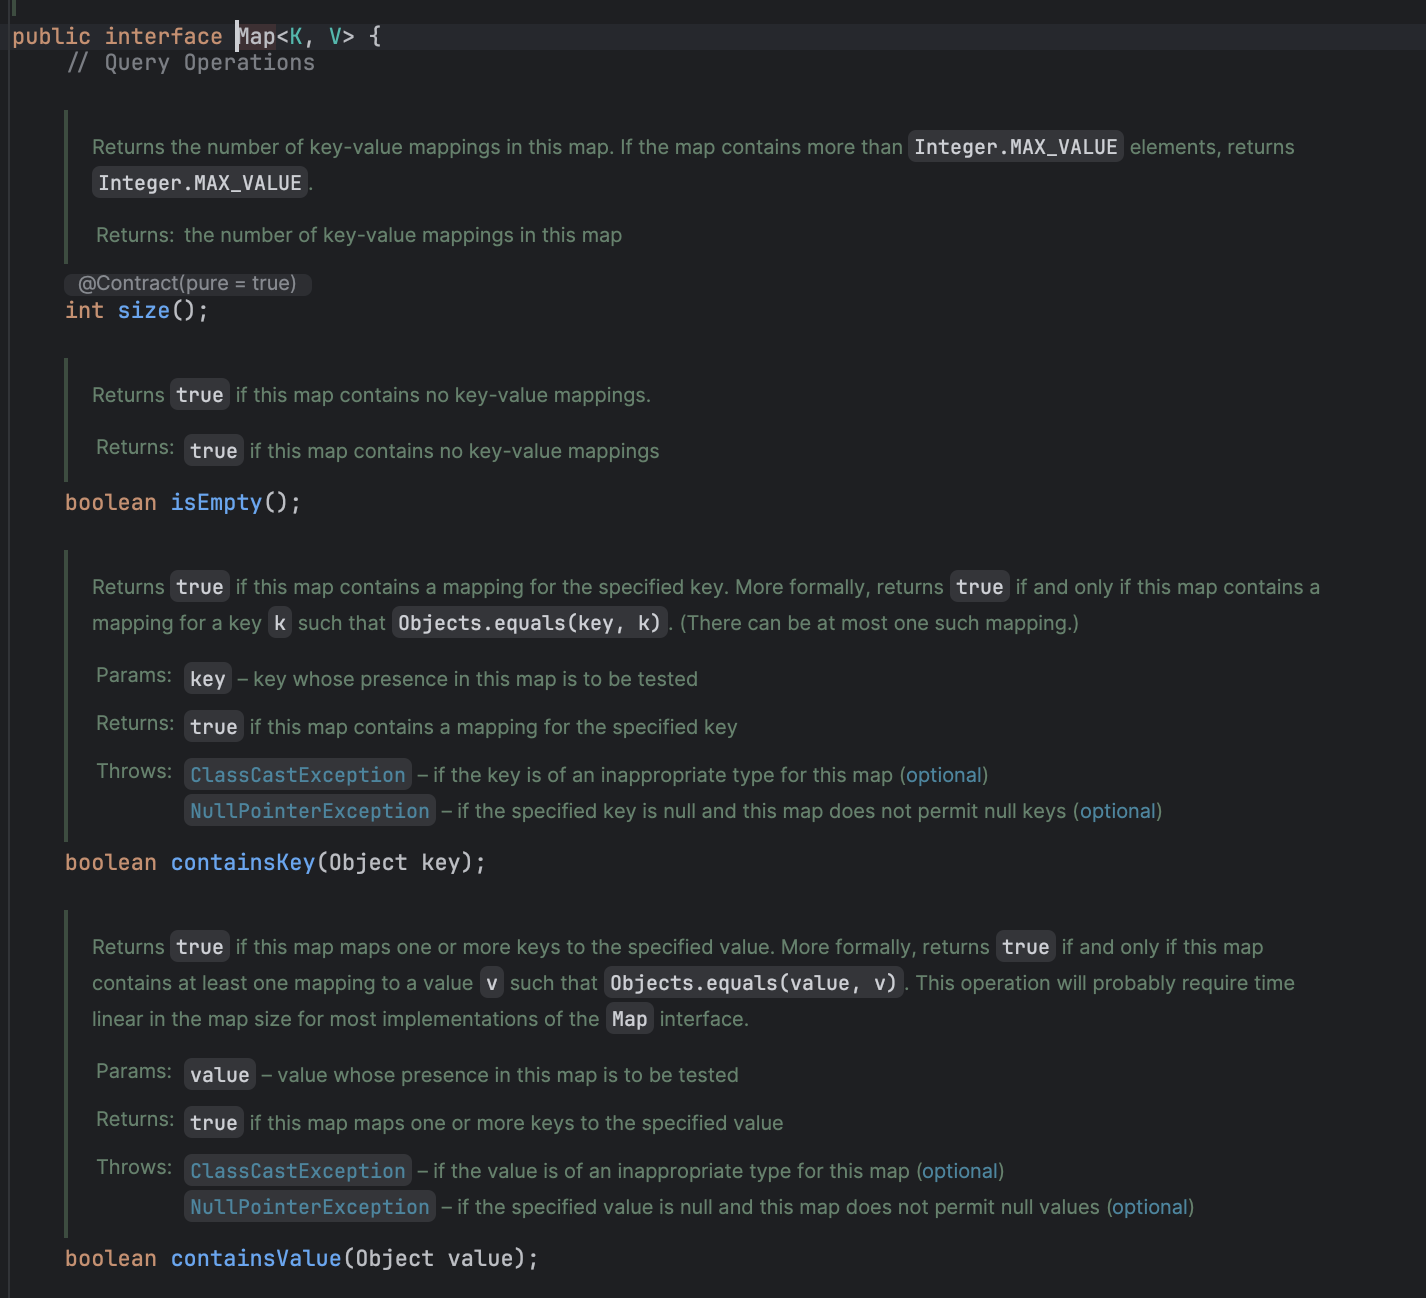 public interface Map<K, V> {
// Query Operations
Returns the number of key-value mappings in this map. If the map contains more than Integer.MAX_VALUE elements, returns
Integer.MAX_VALUE.
Returns: the number of key-value mappings in this map
@Contract(pure = true)
int size();
Returns true if this map contains no key-value mappings.
Returns: true if this map contains no key-value mappings
boolean isEmpty();
Returns true if this map contains a mapping for the specified key. More formally, returns true if and only if this map contains a
mapping for a key k such that Objects.equals(key, k). (There can be at most one such mapping.)
Params: key – key whose presence in this map is to be tested
Returns: true if this map contains a mapping for the specified key
Throws: ClassCastException – if the key is of an inappropriate type for this map (optional)
NullPointerException – if the specified key is null and this map does not permit null keys (optional)
boolean containsKey(Object key);
Returns true if this map maps one or more keys to the specified value. More formally, returns true if and only if this map
contains at least one mapping to a value v such that Objects.equals(value, v). This operation will probably require time
linear in the map size for most implementations of the Map interface.
Params: value – value whose presence in this map is to be tested
Returns: true if this map maps one or more keys to the specified value
Throws: ClassCastException – if the value is of an inappropriate type for this map (optional)
NullPointerException – if the specified value is null and this map does not permit null values (optional)
boolean containsValue(Object value);